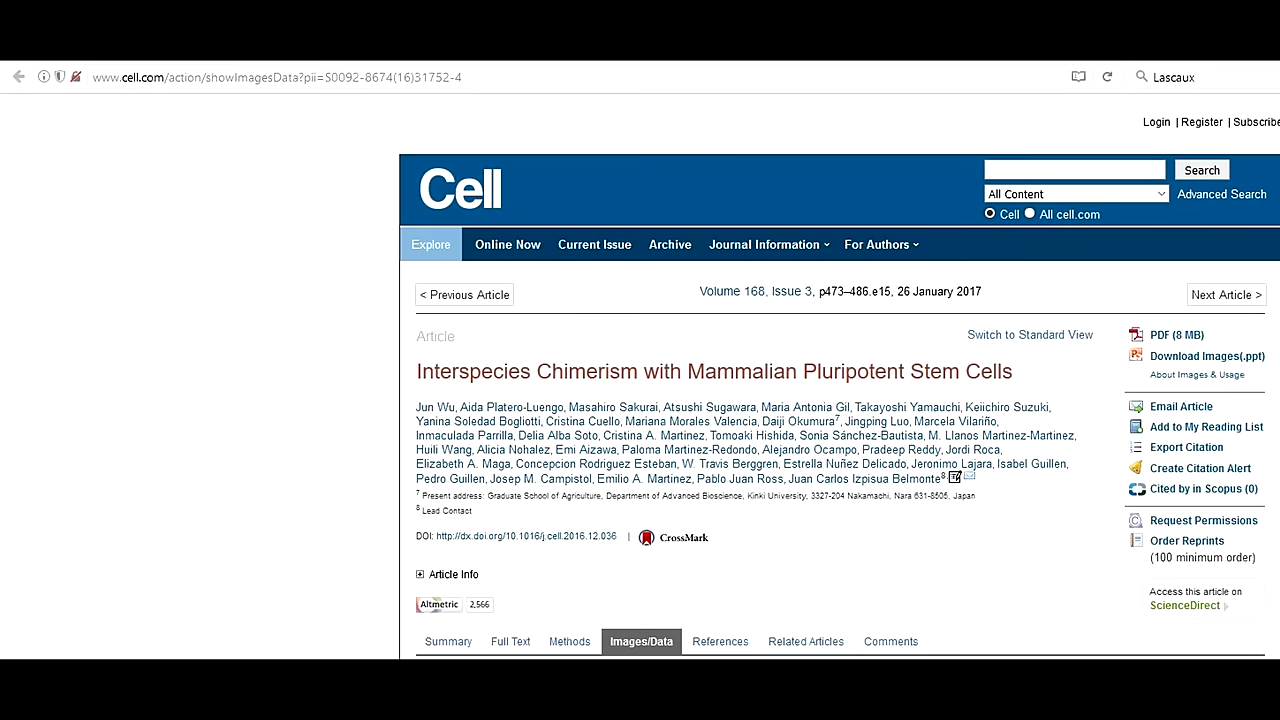 www.cell.com/action/showImagesData?pii=S0092-8674(16)31752-4
Lascaux
Login | Register | Subscribe
Cell
Search
All Content
Advanced Search
Cell All cell.com
Explore Online Now Current Issue Archive Journal Information For Authors
< Previous Article
Volume 168, Issue 3, p473–486.e15, 26 January 2017
Next Article >
Article
Switch to Standard View
Interspecies Chimerism with Mammalian Pluripotent Stem Cells
Jun Wu, Aida Platero-Luengo, Masahiro Sakurai, Atsushi Sugawara, Maria Antonia Gil, Takayoshi Yamauchi, Keiichiro Suzuki,
Yanina Soledad Bogliotti, Cristina Cuello, Mariana Morales Valencia, Daiji Okumura7, Jingping Luo, Marcela Vilariño,
Inmaculada Parrilla, Delia Alba Soto, Cristina A. Martinez, Tomoaki Hishida, Sonia Sánchez-Bautista, M. Llanos Martinez-Martinez,
Huili Wang, Alicia Nohalez, Emi Aizawa, Paloma Martinez-Redondo, Alejandro Ocampo, Pradeep Reddy, Jordi Roca,
Elizabeth A. Maga, Concepcion Rodriguez Esteban, W. Travis Berggren, Estrella Nuñez Delicado, Jeronimo Lajara, Isabel Guillen,
Pedro Guillen, Josep M. Campistol, Emilio A. Martinez, Pablo Juan Ross, Juan Carlos Izpisua Belmonte8
7 Present address: Graduate School of Agriculture, Department of Advanced Bioscience, Kinki University, 3327-204 Nakamachi, Nara 631-8505, Japan
8 Lead Contact
DOI: http://dx.doi.org/10.1016/j.cell.2016.12.036 | CrossMark
Article Info
Altmetric 2,566
Summary Full Text Methods Images/Data References Related Articles Comments
PDF (8 MB)
Download Images(.ppt)
About Images & Usage
Email Article
Add to My Reading List
Export Citation
Create Citation Alert
Cited by in Scopus (0)
Request Permissions
Order Reprints
(100 minimum order)
Access this article on
ScienceDirect